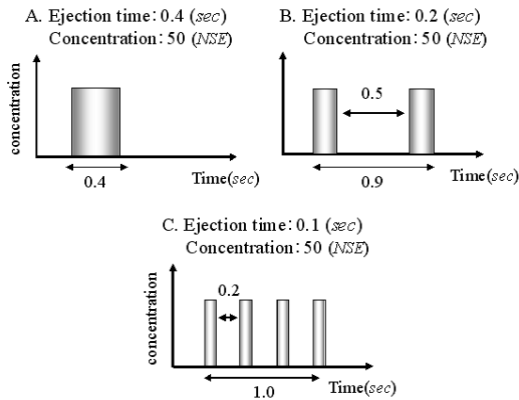 A. Ejection time: 0.4 (sec)
Concentration: 50 (NSE)
concentration
0.4
Time(sec)
B. Ejection time: 0.2 (sec)
Concentration: 50 (NSE)
0.5
0.9
Time(sec)
C. Ejection time: 0.1 (sec)
Concentration: 50 (NSE)
concentration
0.2
1.0
Time(sec)